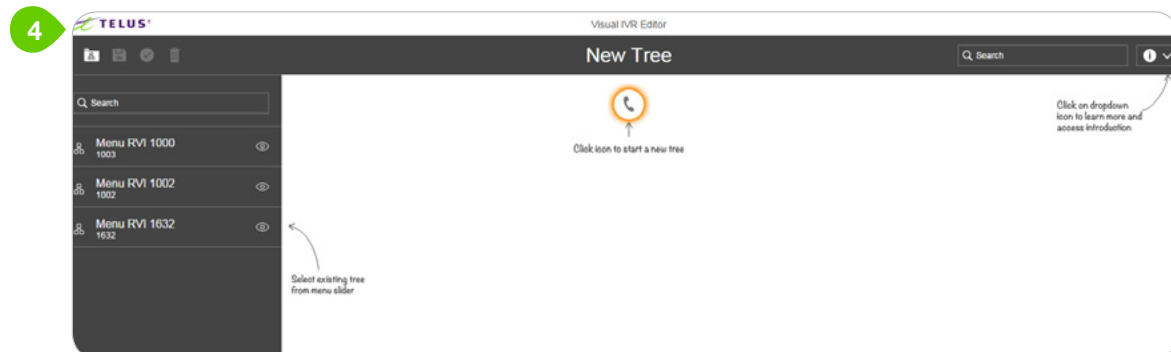 4
TELUS'
Visual IVR Editor
New Tree
Search
Search
Menu RVI 1000
1003
Menu RVI 1002
1002
Menu RVI 1632
1632
Click icon to start a new tree
Click on dropdown
icon to learn more and
access introduction
Select existing tree
from menu slider